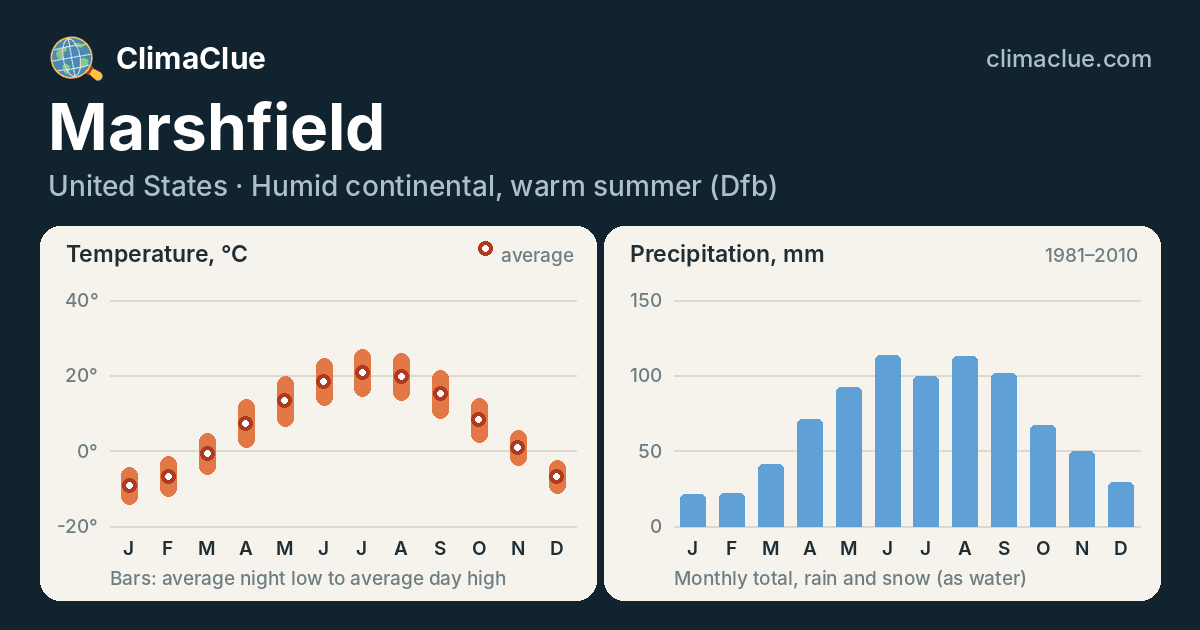 ClimaClue
climaclue.com
Marshfield
United States · Humid continental, warm summer (Dfb)
Temperature, °C
average
40°
20°
0°
-20°
J F M A M J J A S O N D
Bars: average night low to average day high
Precipitation, mm
1981–2010
150
100
50
0
J F M A M J J A S O N D
Monthly total, rain and snow (as water)